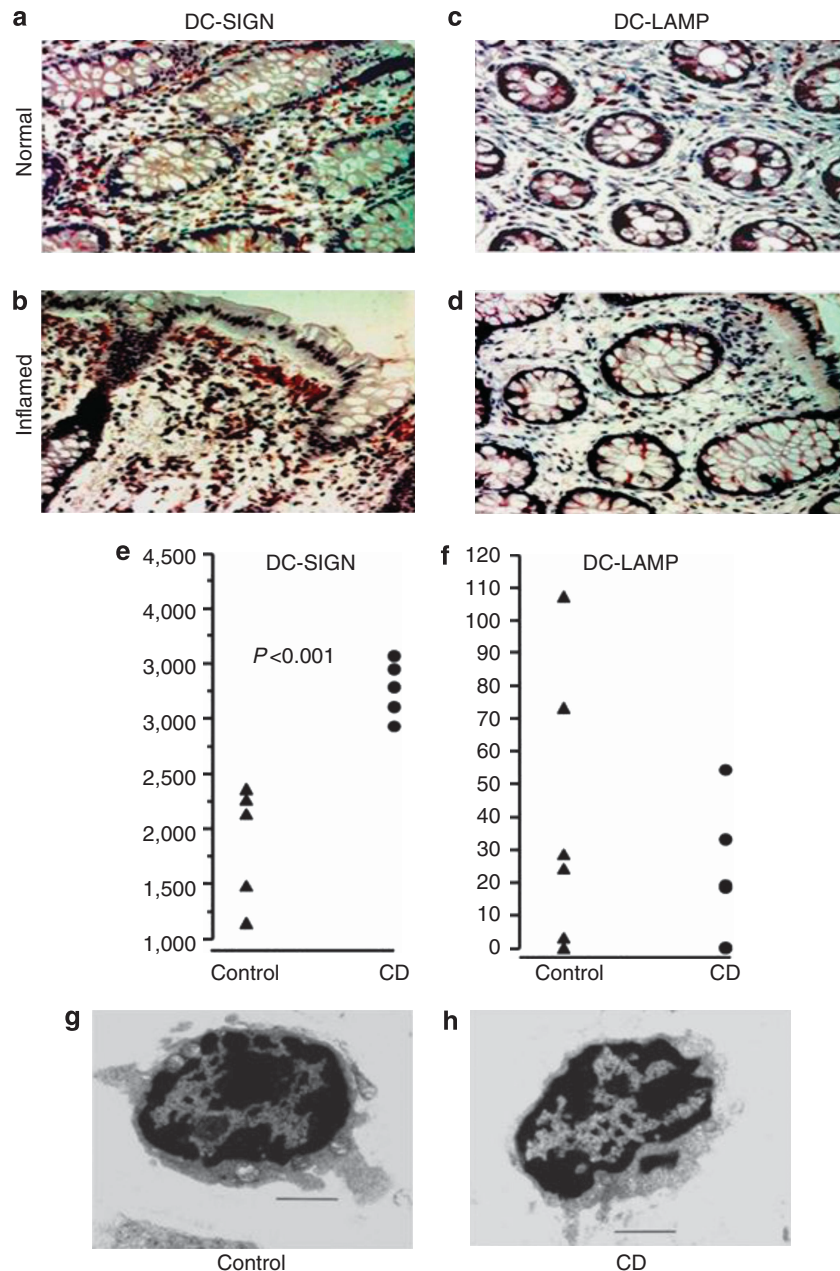 a DC-SIGN
Normal
c DC-LAMP
b
Inflamed
d
e DC-SIGN
4,500
4,000
3,500
3,000
2,500
2,000
1,500
1,000
P<0.001
Control CD
f DC-LAMP
120
110
100
90
80
70
60
50
40
30
20
10
0
Control CD
g
Control
h
CD